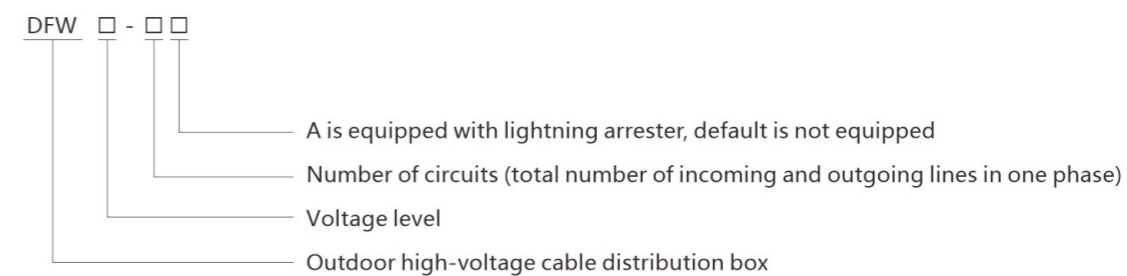 DFW □ - □ □
A is equipped with lightning arrester, default is not equipped
Number of circuits (total number of incoming and outgoing lines in one phase)
Voltage level
Outdoor high-voltage cable distribution box